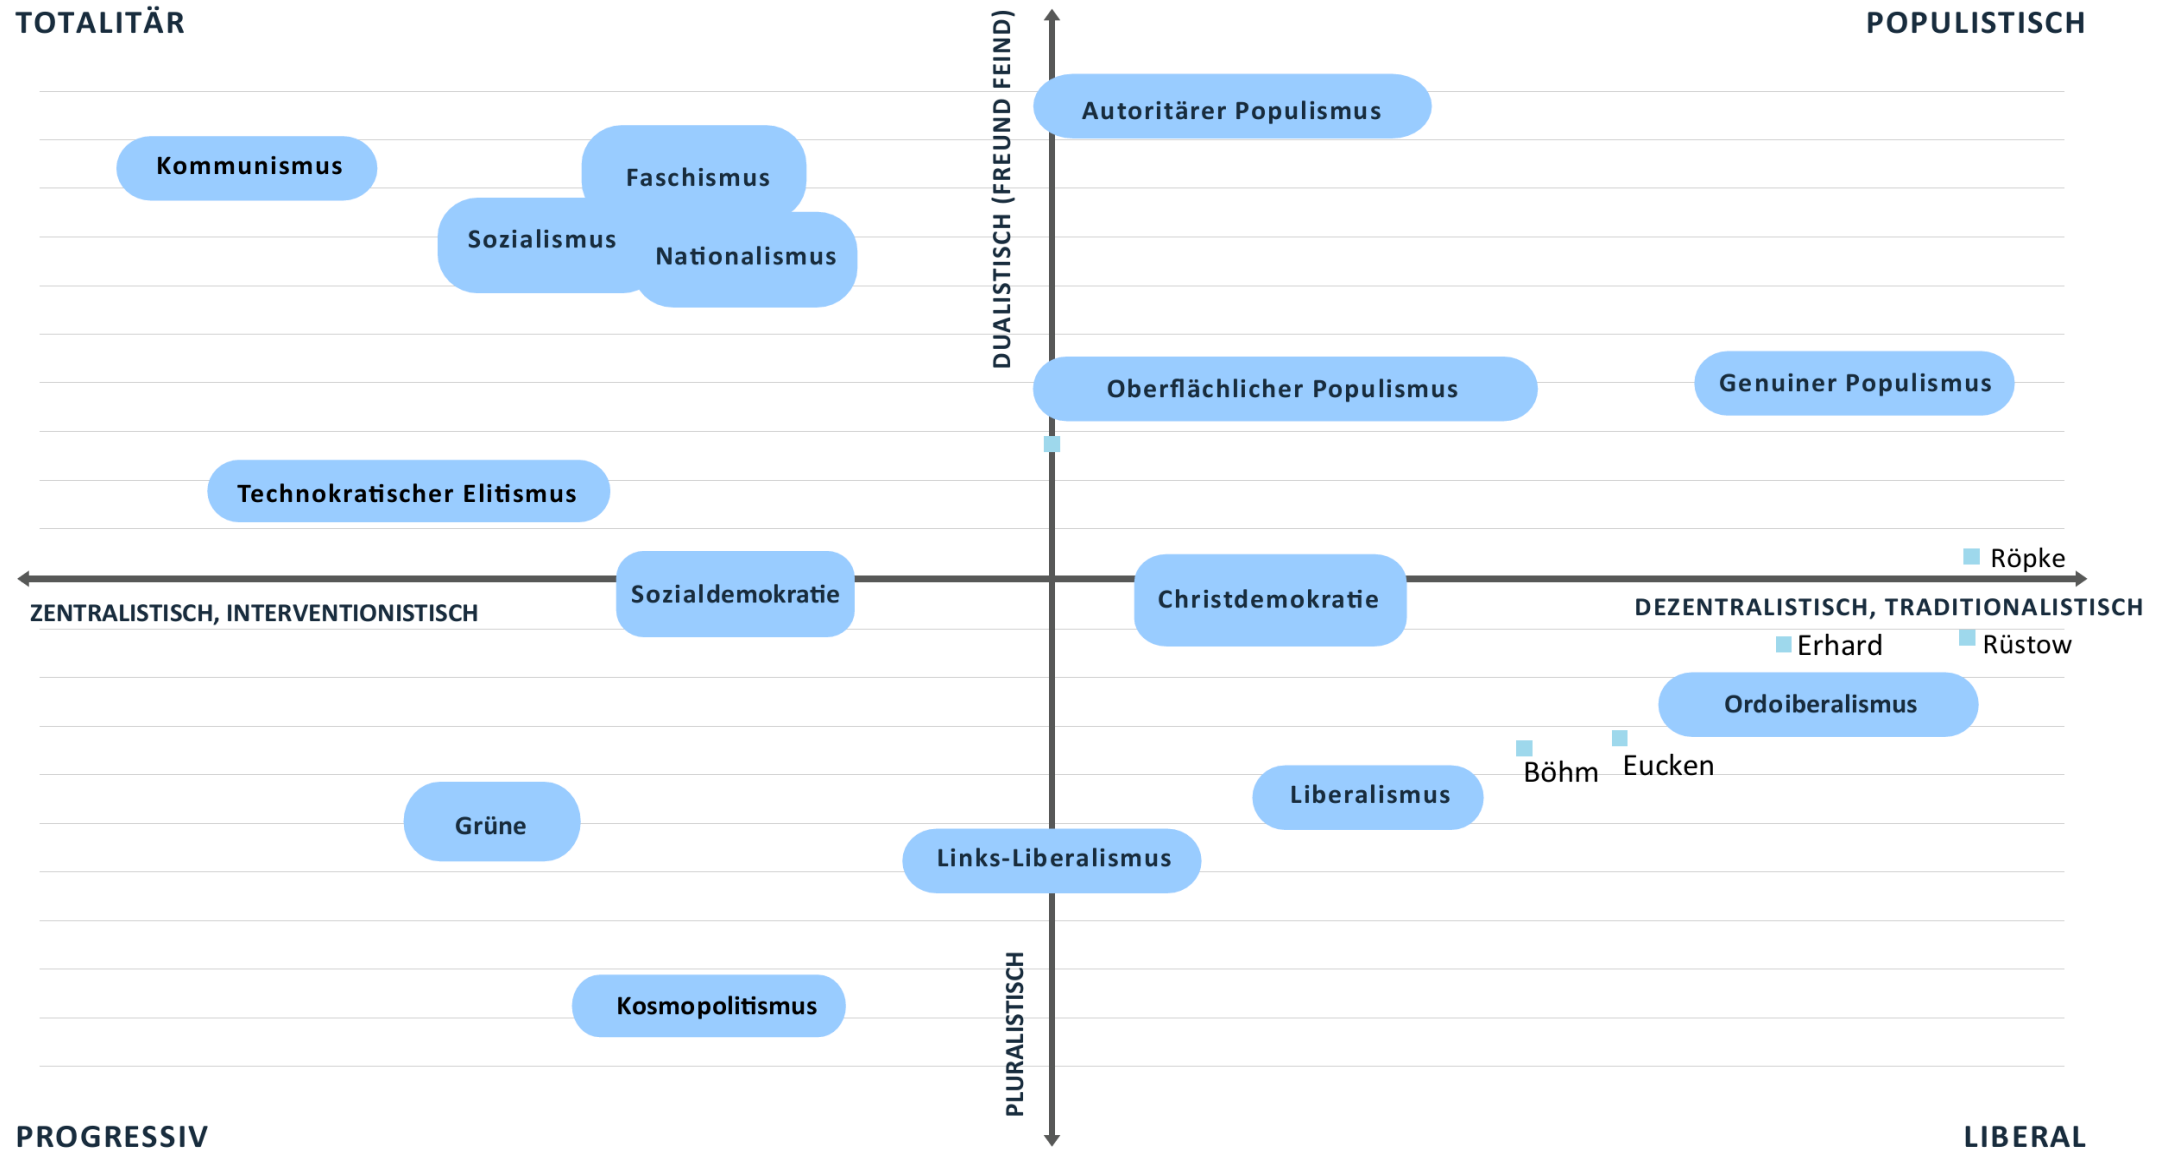 TOTALITÄR
POPULISTISCH
DUALISTISCH (FREUND FEIND)
Autoritärer Populismus
Kommunismus
Faschismus
Sozialismus
Nationalismus
Oberflächlicher Populismus
Genuiner Populismus
Technokratischer Elitismus
Röpke
Sozialdemokratie
Christdemokratie
ZENTRALISTISCH, INTERVENTIONISTISCH
DEZENTRALISTISCH, TRADITIONALISTISCH
Erhard
Rüstow
Ordoiberalismus
Böhm
Eucken
Liberalismus
Grüne
Links-Liberalismus
Kosmopolitismus
PLURALISTISCH
PROGRESSIV
LIBERAL